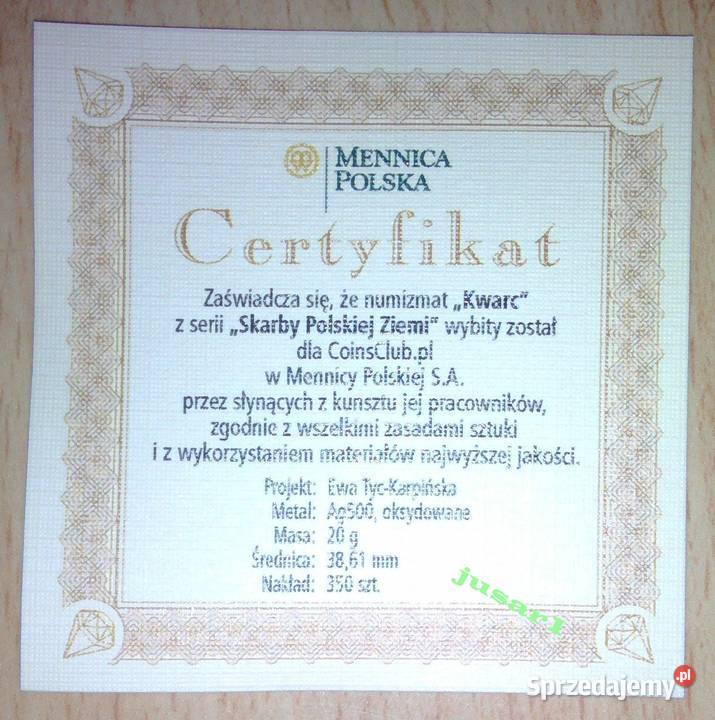 MENNICA
POLSKA
Certyfikat
Zaświadcza się, że numizmat „Kwarc”
z serii „Skarby Polskiej Ziemi” wybity został
dla CoinsClub.pl
w Mennicy Polskiej S.A.
przez słynących z kunsztu jej pracowników,
zgodnie z wszelkimi zasadami sztuki
i z wykorzystaniem materiałów najwyższej jakości.
Projekt: Ewa Tyc-Karpińska
Metal: Ag500, oksydowane
Masa: 20 g
Średnica: 38,61 mm
Nakład: 350 szt.
jusar1
Sprzedajemy.pl